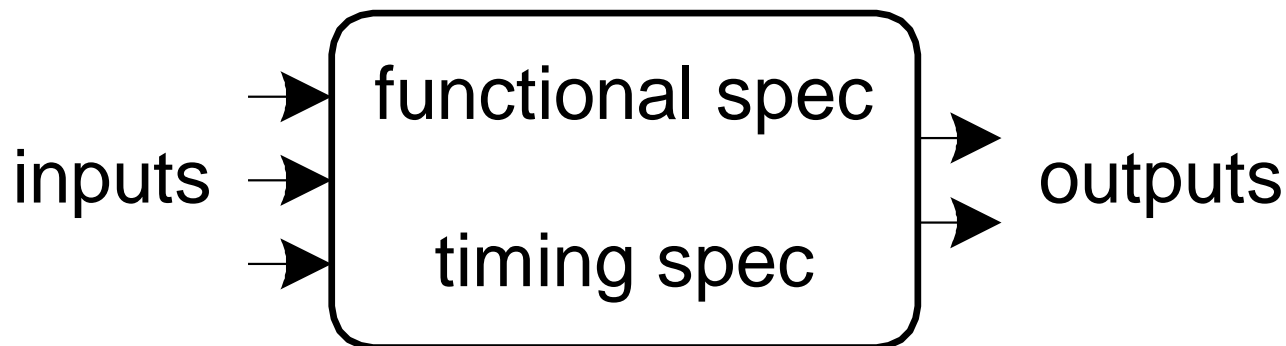 functional spec
inputs
outputs
timing spec